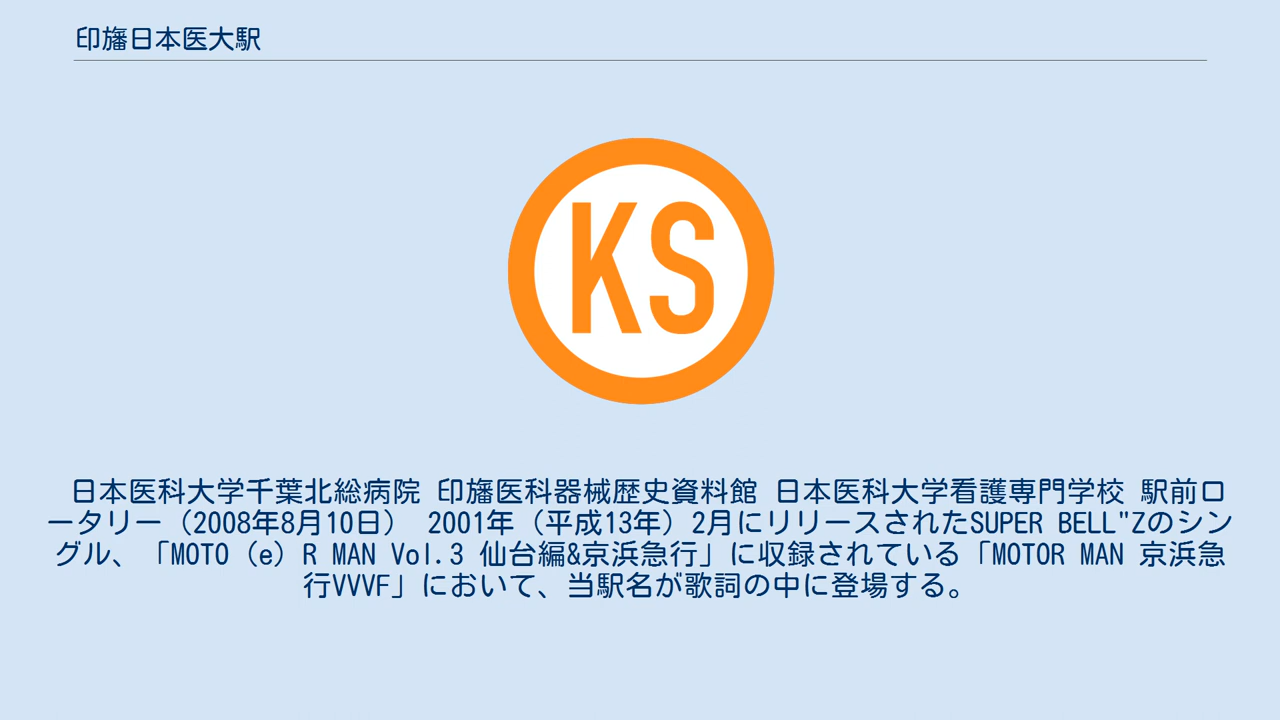 印旛日本医大駅
KS
日本医科大学千葉北総病院 印旛医科器械歴史資料館 日本医科大学看護専門学校 駅前ロ
ータリー（2008年8月10日） 2001年（平成13年）2月にリリースされたSUPER BELL"Zのシン
グル、「MOTO（e）R MAN Vol.3 仙台編&京浜急行」に収録されている「MOTOR MAN 京浜急
行VVVF」において、当駅名が歌詞の中に登場する。